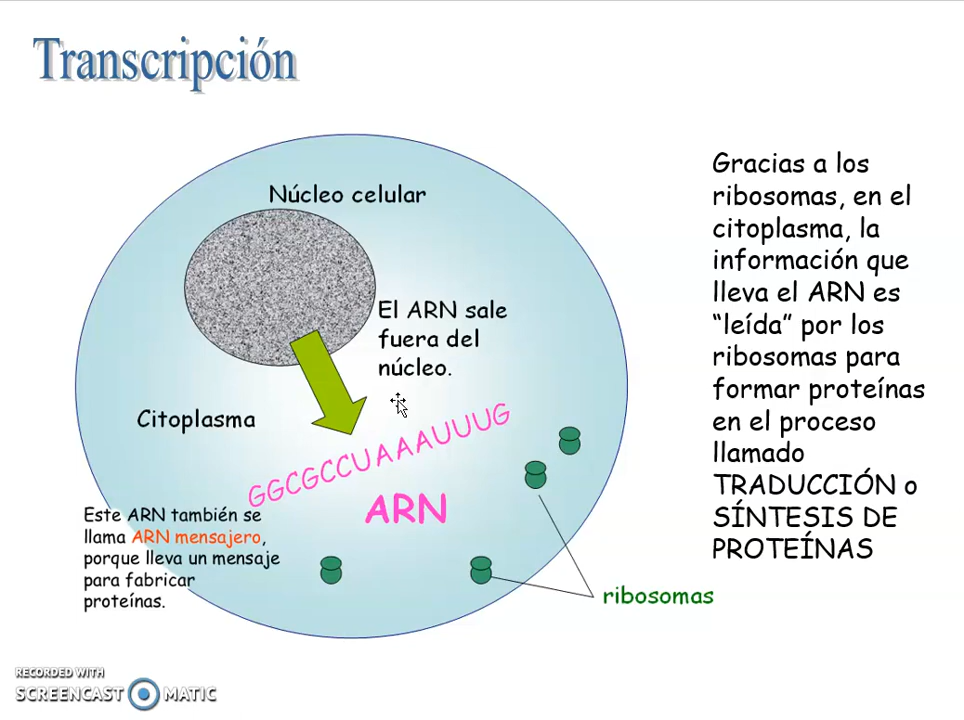 Transcripción
Núcleo celular
El ARN sale
fuera del
núcleo.
Citoplasma
GGCGCCUAAAUUUG
ARN
Este ARN también se
llama ARN mensajero,
porque lleva un mensaje
para fabricar
proteínas.
ribosomas
Gracias a los
ribosomas, en el
citoplasma, la
información que
lleva el ARN es
“leída” por los
ribosomas para
formar proteínas
en el proceso
llamado
TRADUCCIÓN o
SÍNTESIS DE
PROTEÍNAS
RECORDED WITH
SCREENCAST MATIC